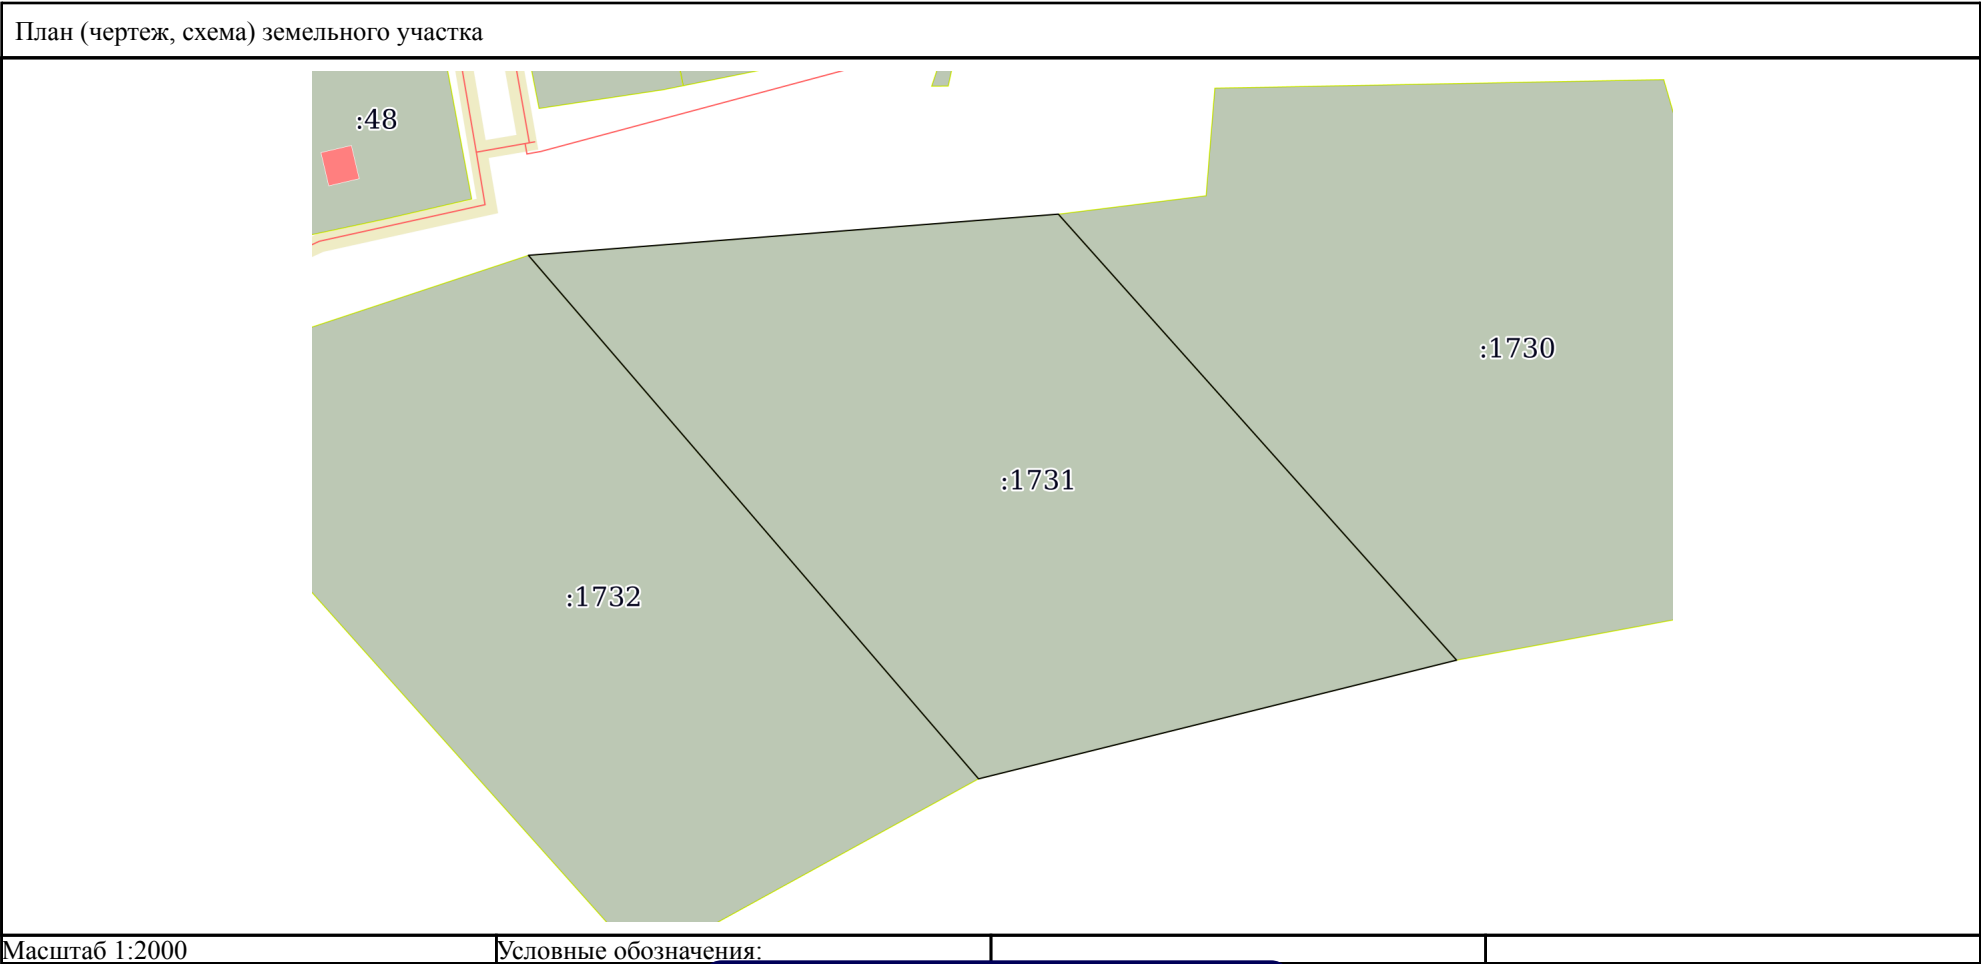 План (чертеж, схема) земельного участка
:48
:1730
:1731
:1732
Масштаб 1:2000
Условные обозначения: